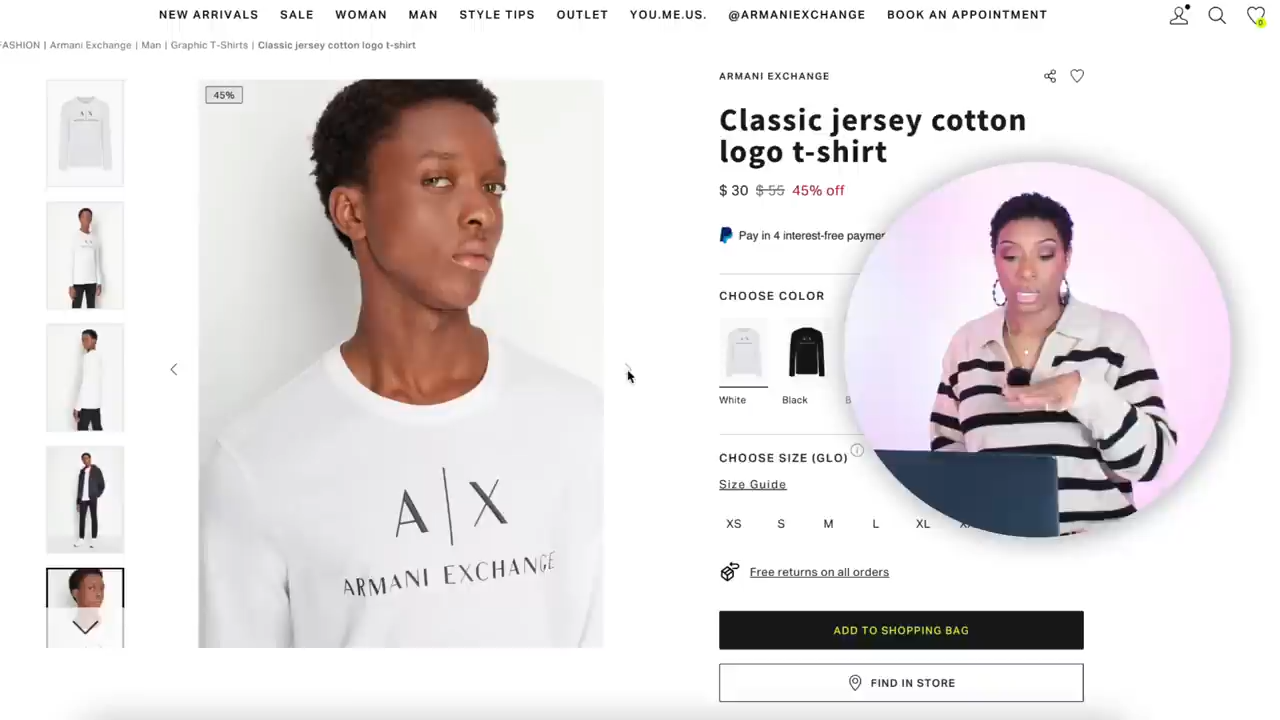 NEW ARRIVALS SALE WOMAN MAN STYLE TIPS OUTLET YOU.ME.US. @ARMANIEXCHANGE BOOK AN APPOINTMENT
0
FASHION | Armani Exchange | Man | Graphic T-Shirts | Classic jersey cotton logo t-shirt
45%
A|X
ARMANI EXCHANGE
ARMANI EXCHANGE
Classic jersey cotton
logo t-shirt
$ 30 $ 55 45% off
Pay in 4 interest-free
CHOOSE COLOR
White Black
CHOOSE SIZE (GLO)
Size Guide
XS S M L XL
Free returns on all orders
ADD TO SHOPPING BAG
FIND IN STORE